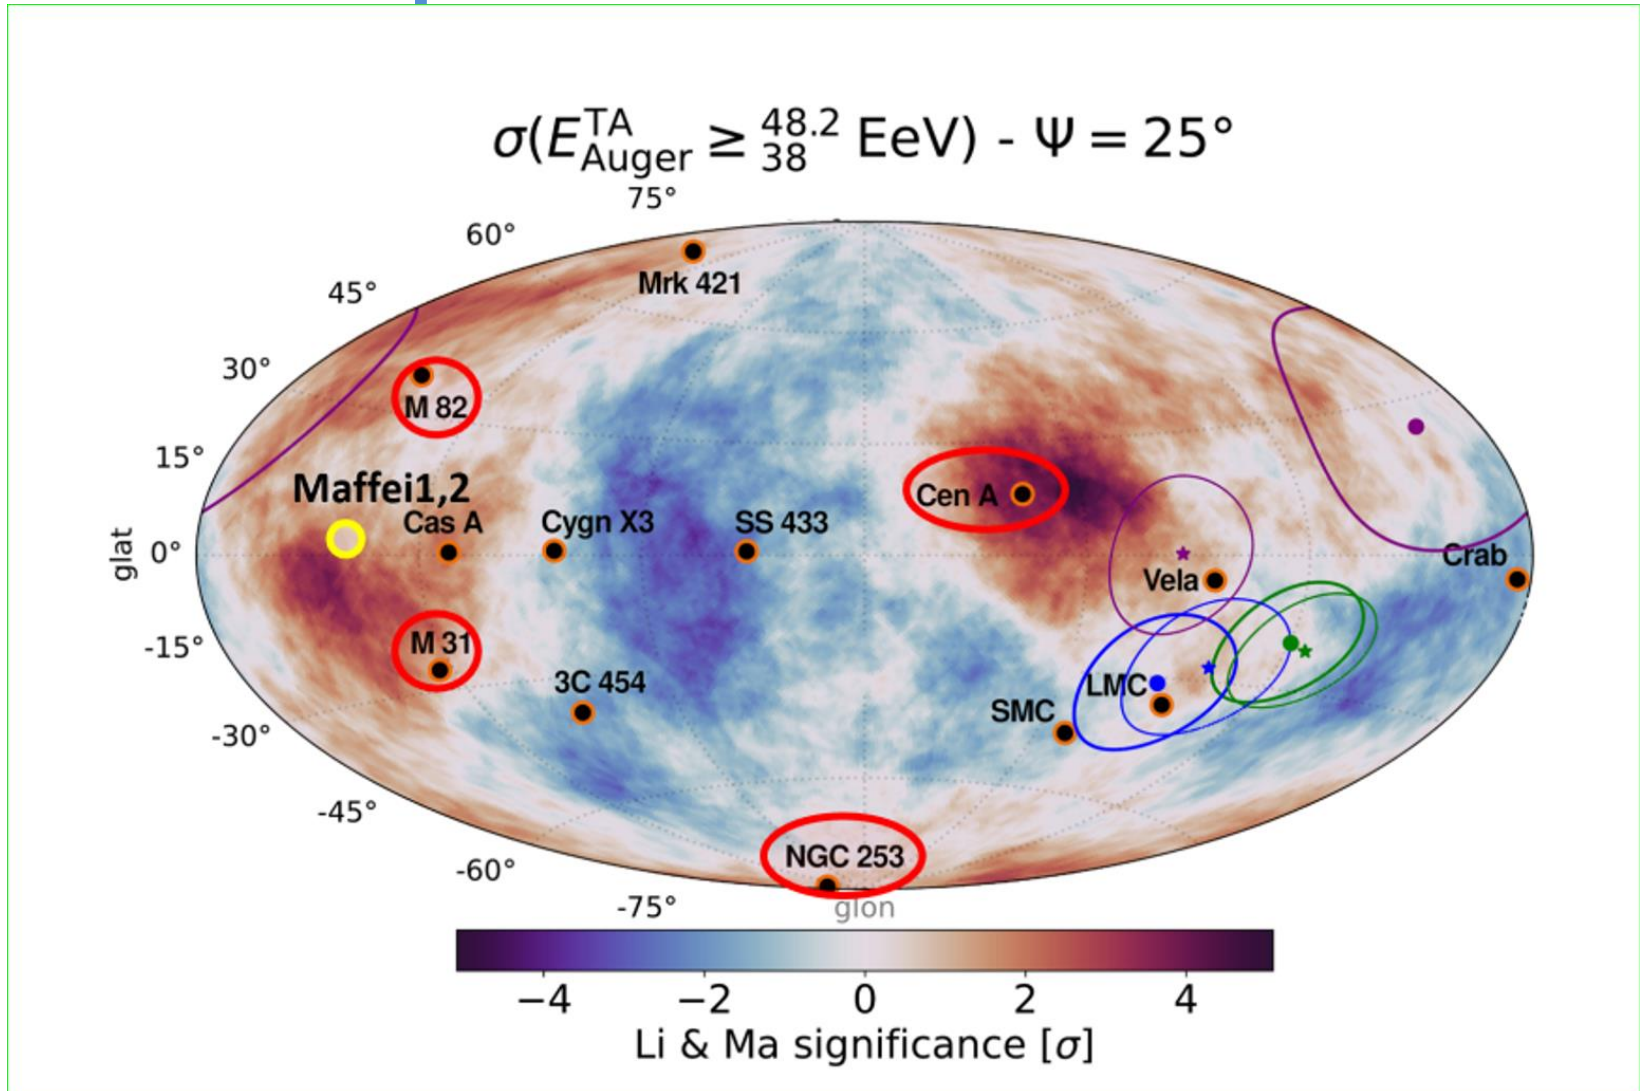 σ(E^TA_Auger ≥ ^48.2_38 EeV) - Ψ = 25°
75°
60°
Mrk 421
45°
30°
M 82
15°
Maffei1,2
Cen A
Cas A
Cygn X3
SS 433
glat
0°
Crab
Vela
-15°
M 31
3C 454
LMC
SMC
-30°
-45°
NGC 253
-60°
-75°
glon
−4
−2
0
2
4
Li & Ma significance [σ]